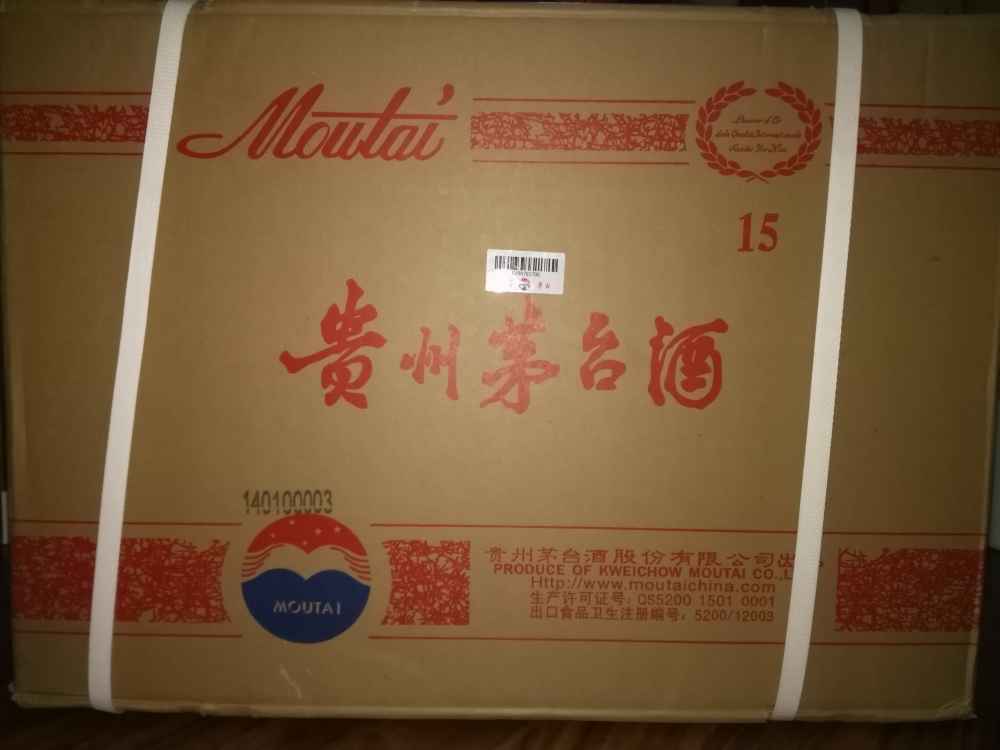 Moutai
15
贵州茅台酒
140100003
MOUTAI
贵州茅台酒股份有限公司出
PRODUCE OF KWEICHOW MOUTAI CO.,L
Http://www.moutaichina.com
生产许可证号：QS5200 1501 0001
出口食品卫生注册编号：5200/12003